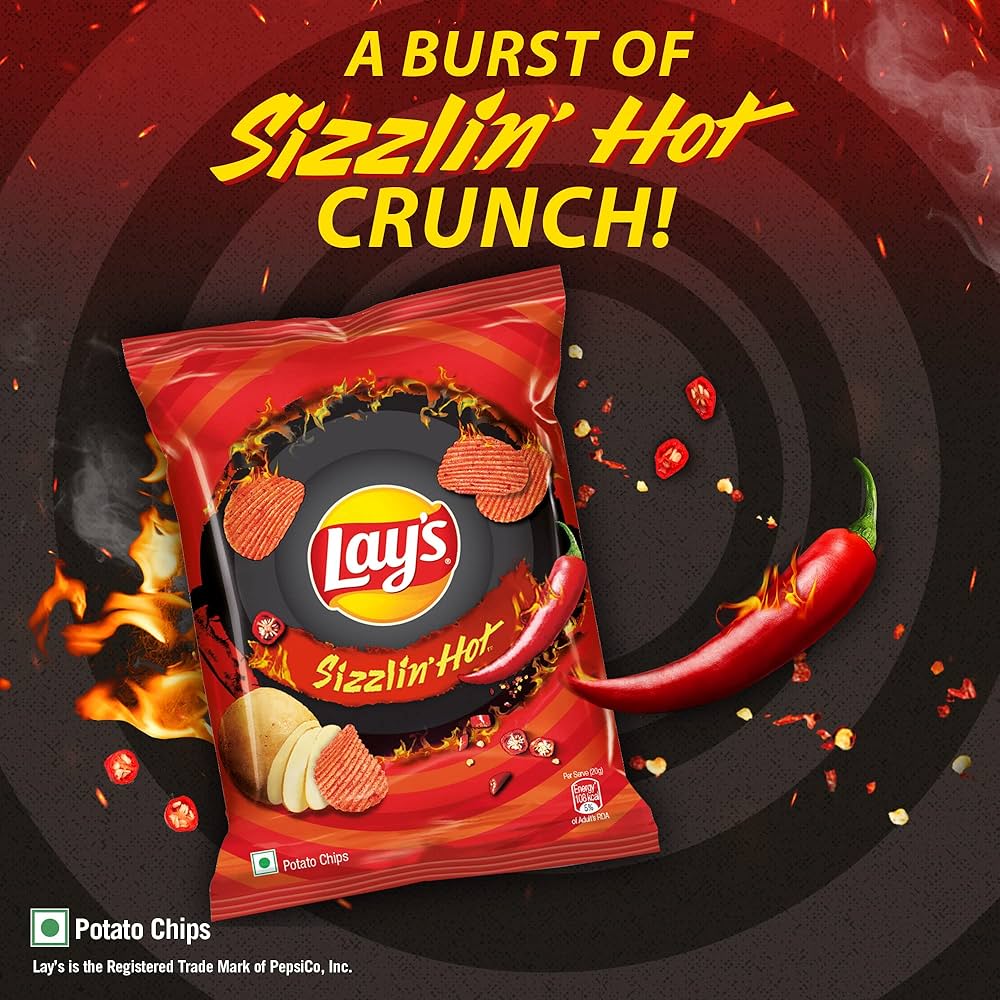 A BURST OF
Sizzlin' Hot
CRUNCH!
Lay's®
Sizzlin' Hot™
Per Serve (20g)
Energy
108 kcal
5%
of Adult's RDA
Potato Chips
Potato Chips
Lay's is the Registered Trade Mark of PepsiCo, Inc.